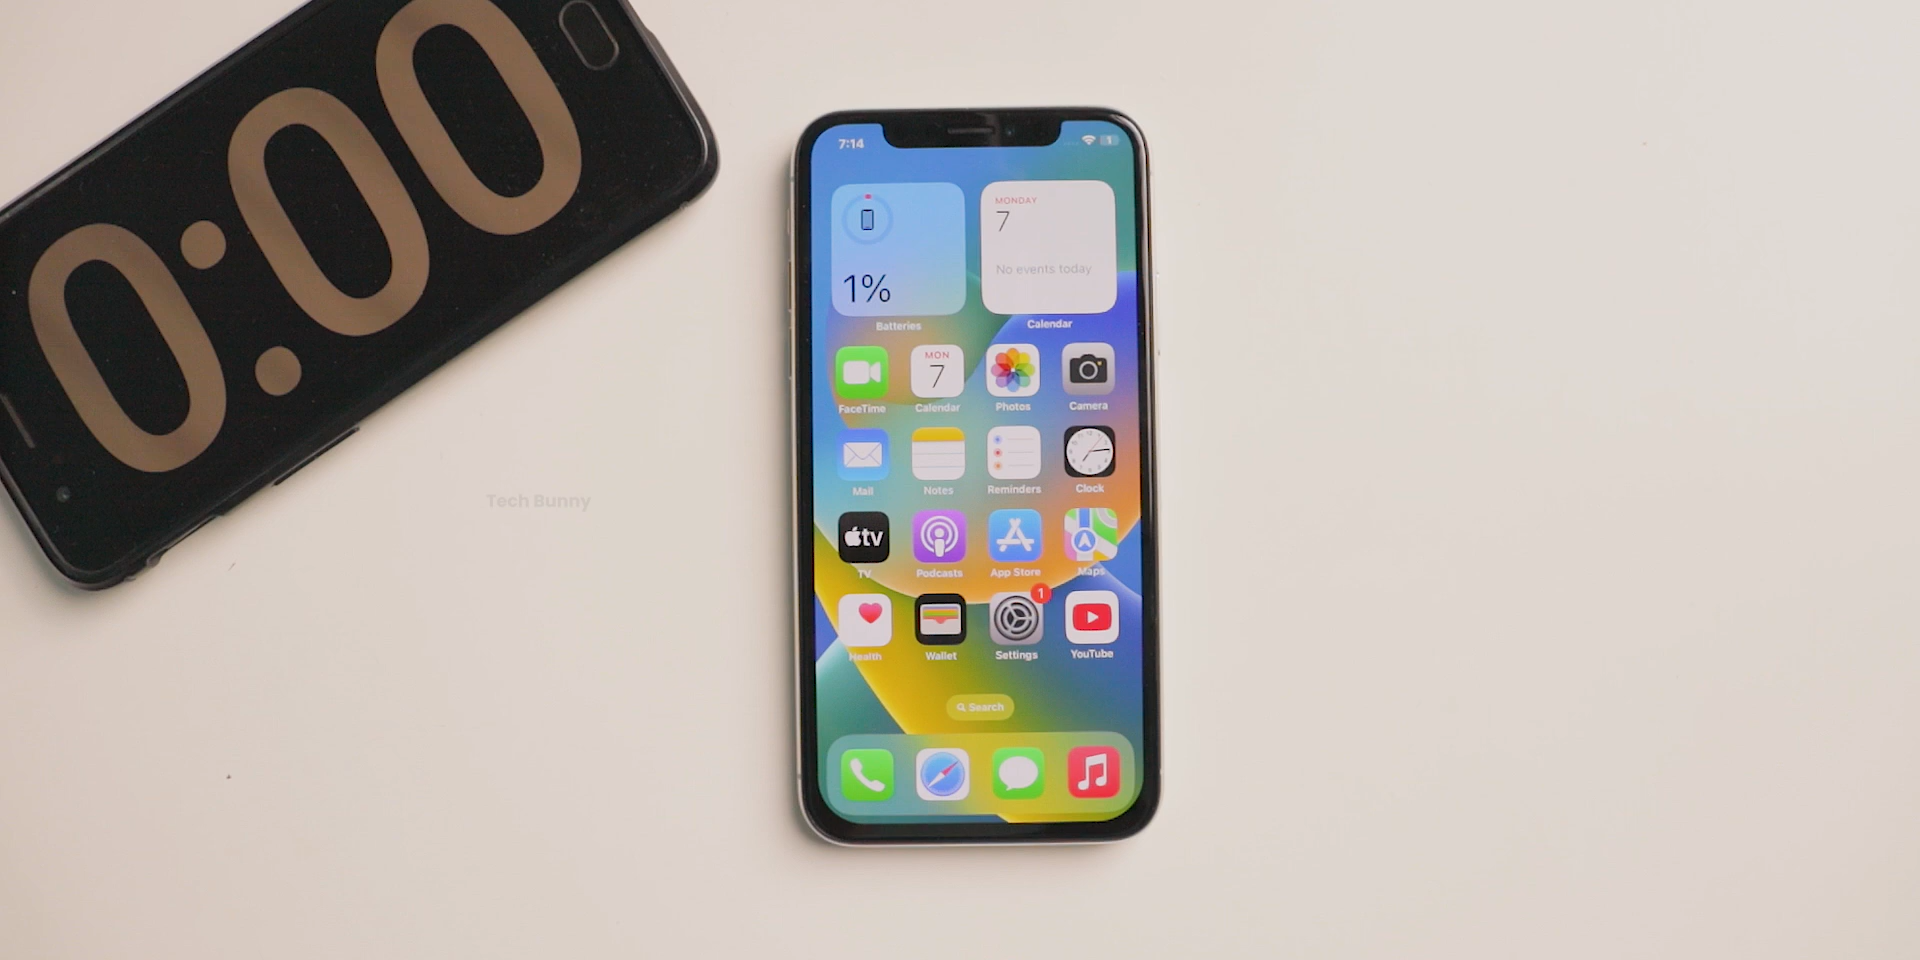 0:00
7:14
1
MONDAY
7
No events today
1%
Batteries
Calendar
MON
7
FaceTime
Calendar
Photos
Camera
Mail
Notes
Reminders
Clock
tv
TV
Podcasts
App Store
Maps
1
Health
Wallet
Settings
YouTube
Search
Tech Bunny